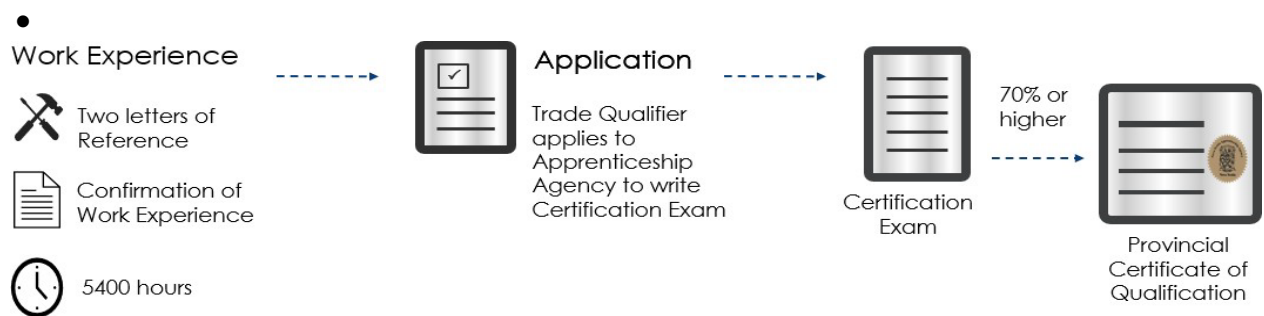 Work Experience
Two letters of
Reference
Confirmation of
Work Experience
5400 hours
Application
Trade Qualifier
applies to
Apprenticeship
Agency to write
Certification Exam
Certification
Exam
70% or
higher
Provincial
Certificate of
Qualification